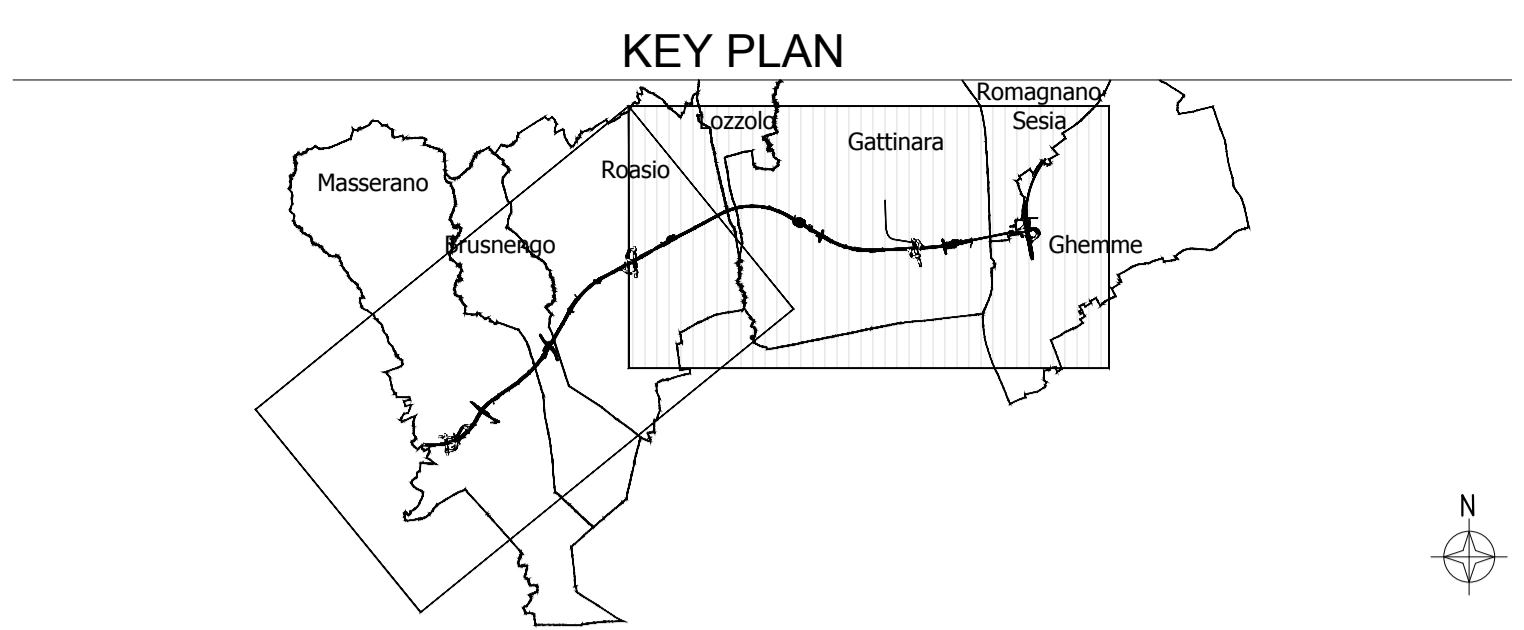 KEY PLAN
Romagnano
Sesia
Lozzolo
Gattinara
Roasio
Masserano
Brusnengo
Ghemme
N